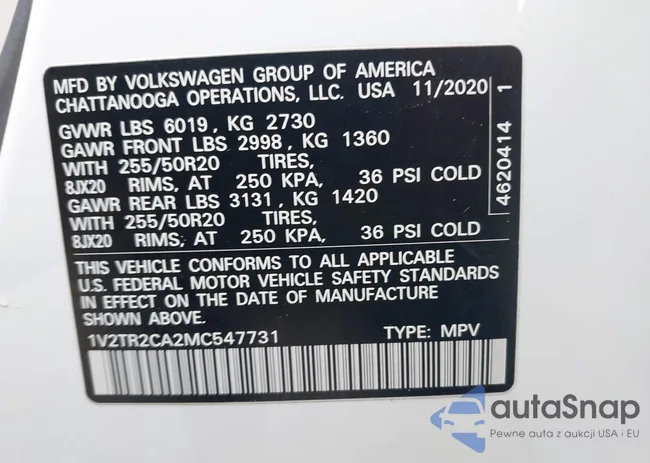 MFD BY VOLKSWAGEN GROUP OF AMERICA
CHATTANOOGA OPERATIONS, LLC. USA 11/2020
GVWR LBS 6019, KG 2730
GAWR FRONT LBS 2998, KG 1360
WITH 255/50R20 TIRES,
8JX20 RIMS, AT 250 KPA, 36 PSI COLD
GAWR REAR LBS 3131, KG 1420
WITH 255/50R20 TIRES,
8JX20 RIMS, AT 250 KPA, 36 PSI COLD
4620414 1
THIS VEHICLE CONFORMS TO ALL APPLICABLE
U.S. FEDERAL MOTOR VEHICLE SAFETY STANDARDS
IN EFFECT ON THE DATE OF MANUFACTURE
SHOWN ABOVE.
1V2TR2CA2MC547731 TYPE: MPV
autaSnap
Pewne auta z aukcji USA i EU